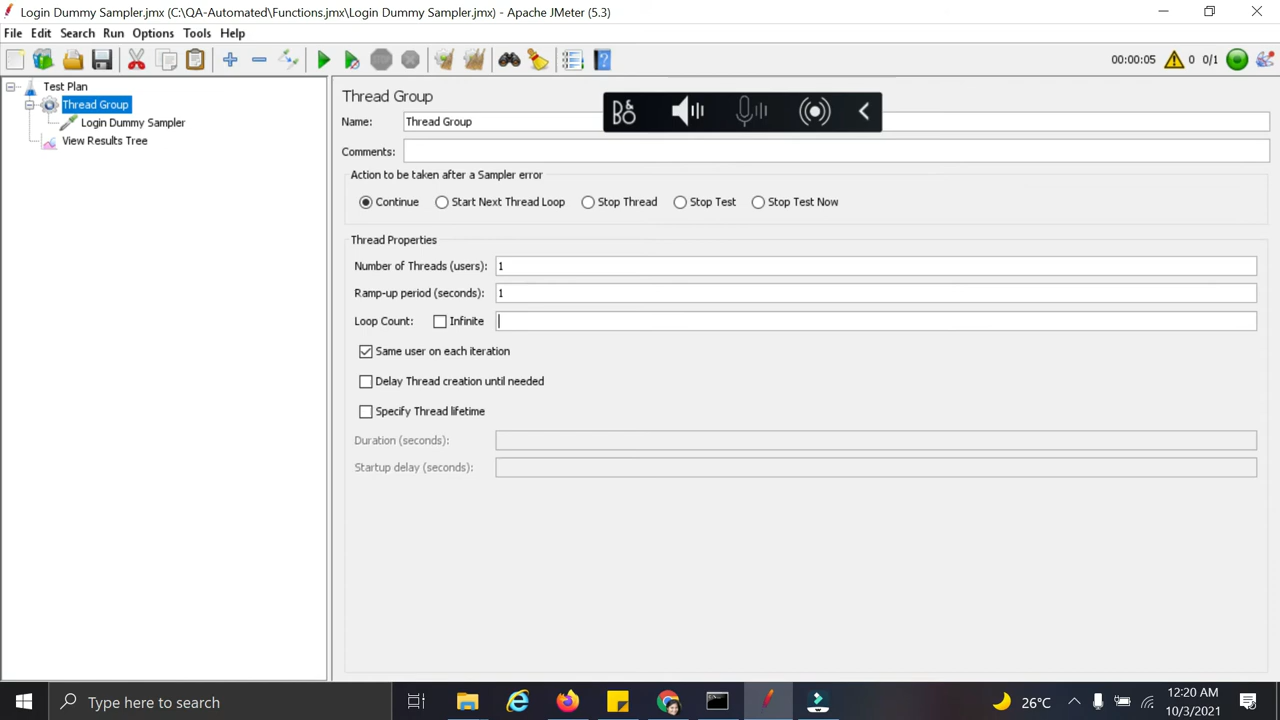 Login Dummy Sampler.jmx (C:\QA-Automated\Functions.jmx\Login Dummy Sampler.jmx) - Apache JMeter (5.3)
File Edit Search Run Options Tools Help
00:00:05 0 0/1
Test Plan
Thread Group
Login Dummy Sampler
View Results Tree
Thread Group
Name: Thread Group
Comments:
Action to be taken after a Sampler error
Continue Start Next Thread Loop Stop Thread Stop Test Stop Test Now
Thread Properties
Number of Threads (users): 1
Ramp-up period (seconds): 1
Loop Count: Infinite
Same user on each iteration
Delay Thread creation until needed
Specify Thread lifetime
Duration (seconds):
Startup delay (seconds):
Type here to search
26°C
12:20 AM
10/3/2021